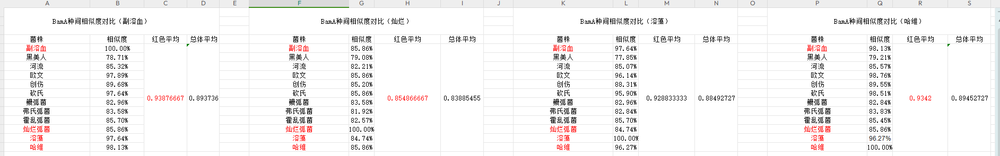 A B C D E F G H I J K L M N O P Q R S
BamA种间相似度对比（副溶血） BamA种间相似度对比（灿烂） BamA种间相似度对比（溶藻） BamA种间相似度对比（哈维）
菌株 相似度 红色平均 总体平均 菌株 相似度 红色平均 总体平均 菌株 相似度 红色平均 总体平均 菌株 相似度 红色平均 总体平均
副溶血 100.00% 副溶血 85.86% 副溶血 97.64% 副溶血 98.13%
黑美人 78.71% 黑美人 79.08% 黑美人 77.85% 黑美人 79.21%
河流 85.32% 河流 82.21% 河流 85.07% 河流 85.57%
欧文 97.89% 欧文 85.86% 欧文 96.14% 欧文 98.76%
创伤 89.68% 创伤 85.20% 创伤 88.31% 创伤 89.55%
砍氏 97.64% 砍氏 85.86% 砍氏 95.90% 砍氏 98.51%
0.93876667 0.893736 0.854866667 0.83885455 0.928833333 0.88492727 0.9342 0.89452727
鳗弧菌 82.96% 鳗弧菌 83.58% 鳗弧菌 82.96% 鳗弧菌 82.84%
弗氏弧菌 83.58% 弗氏弧菌 81.92% 弗氏弧菌 82.84% 弗氏弧菌 83.83%
霍乱弧菌 85.70% 霍乱弧菌 82.57% 霍乱弧菌 85.70% 霍乱弧菌 85.45%
灿烂弧菌 85.86% 灿烂弧菌 100.00% 灿烂弧菌 84.74% 灿烂弧菌 85.86%
溶藻 97.64% 溶藻 84.74% 溶藻 100.00% 溶藻 96.27%
哈维 98.13% 哈维 85.86% 哈维 96.27% 哈维 100.00%